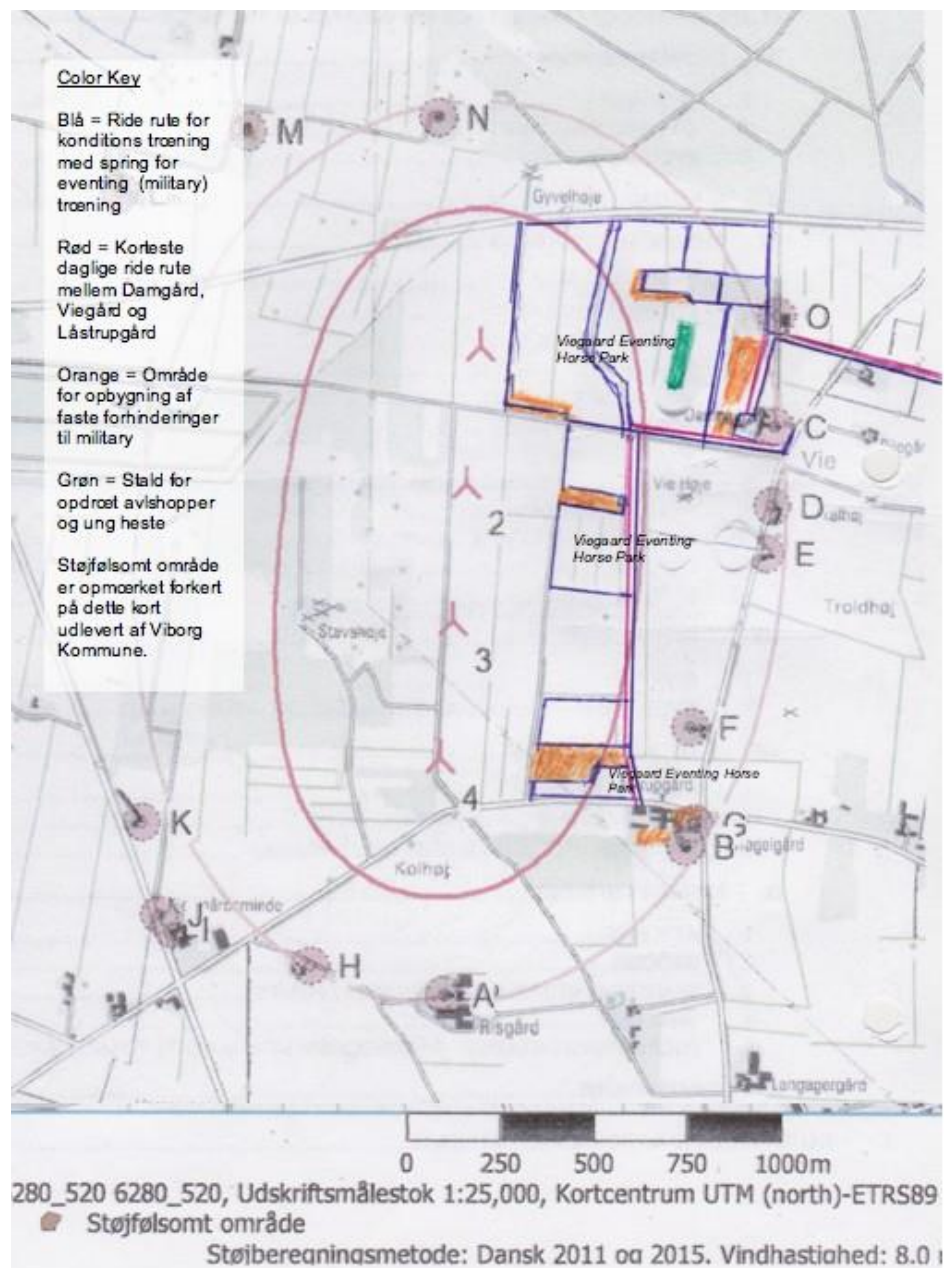 Color Key
Blå = Ride rute for
konditions træning
med spring for
eventing (military)
træning
Rød = Korteste
daglige ride rute
mellem Damgård,
Viegård og
Låstrupgård
Orange = Område
for opbygning af
faste forhindringer
til military
Grøn = Stald for
opdræt avlshopper
og ung heste
Støjfølsomt område
er opmærket forkert
på dette kort
udlevert af Viborg
Kommune.
M
N
Gyvelhøje
O
Viegaard Eventing
Horse Park
C
Vie
Vie Høje
2
D
Viegaard Eventing
Horse Park
E
Troldhøj
Stavshøje
3
F
Viegaard Eventing Horse
Park
4
K
G
B
Kolhøj
J
I
H
A
Risgård
Langagergård
0 250 500 750 1000m
280_520 6280_520, Udskriftsmålestok 1:25,000, Kortcentrum UTM (north)-ETRS89
Støjfølsomt område
Støjberegningsmetode: Dansk 2011 og 2015. Vindhastighed: 8.0